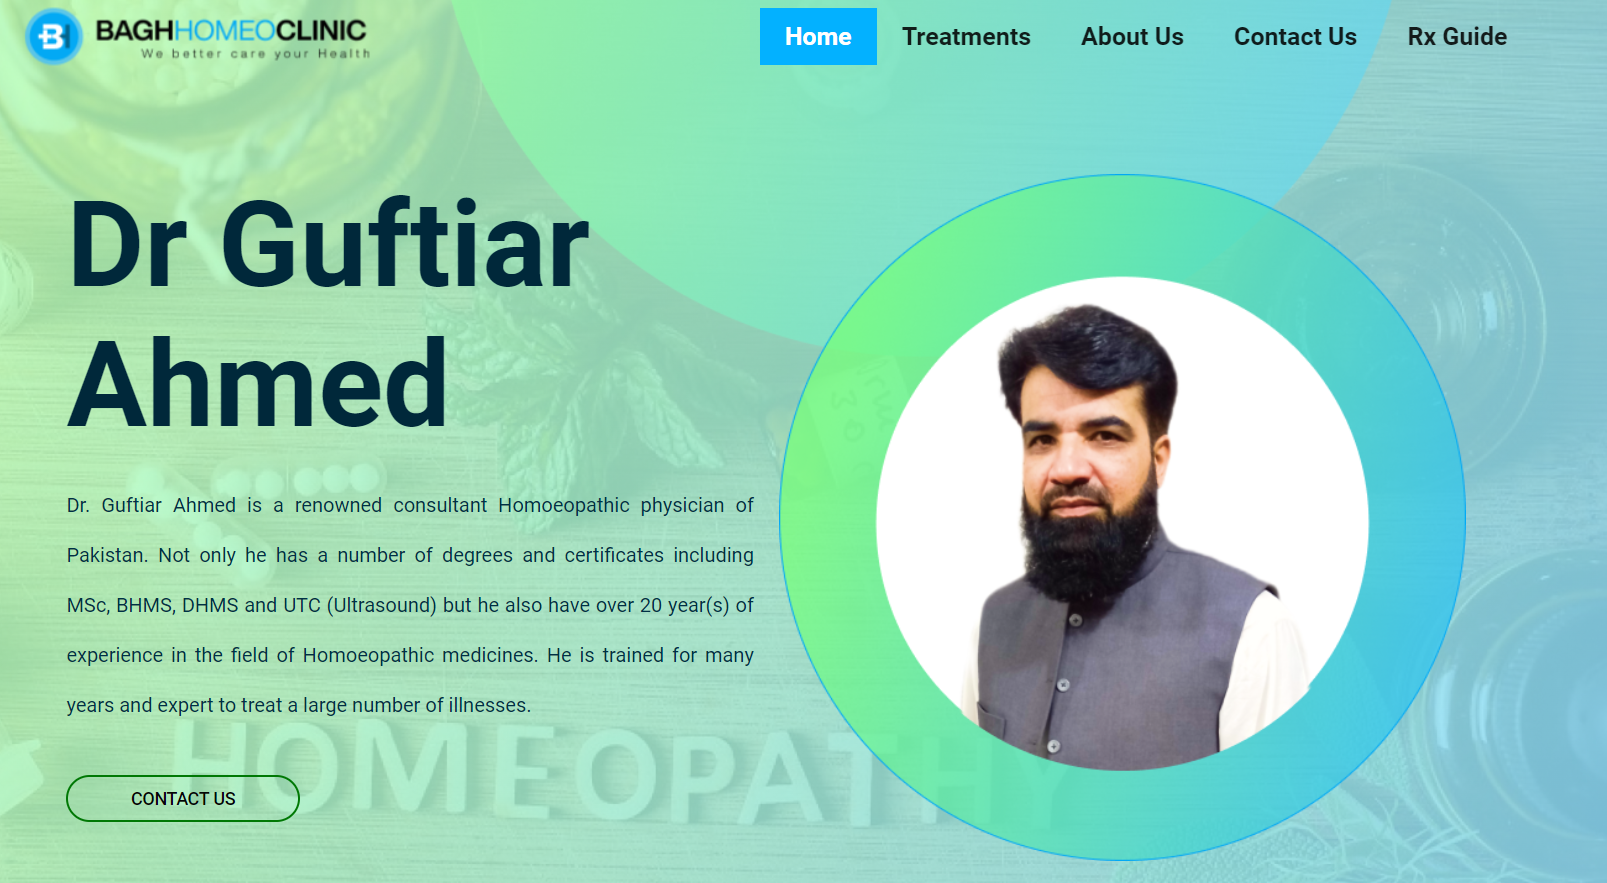 BAGHHOMEOCLINIC
We better care your Health
Home Treatments About Us Contact Us Rx Guide
Dr Guftiar
Ahmed
Dr. Guftiar Ahmed is a renowned consultant Homoeopathic physician of
Pakistan. Not only he has a number of degrees and certificates including
MSc, BHMS, DHMS and UTC (Ultrasound) but he also have over 20 year(s) of
experience in the field of Homoeopathic medicines. He is trained for many
years and expert to treat a large number of illnesses.
HOMEOPATHY
CONTACT US